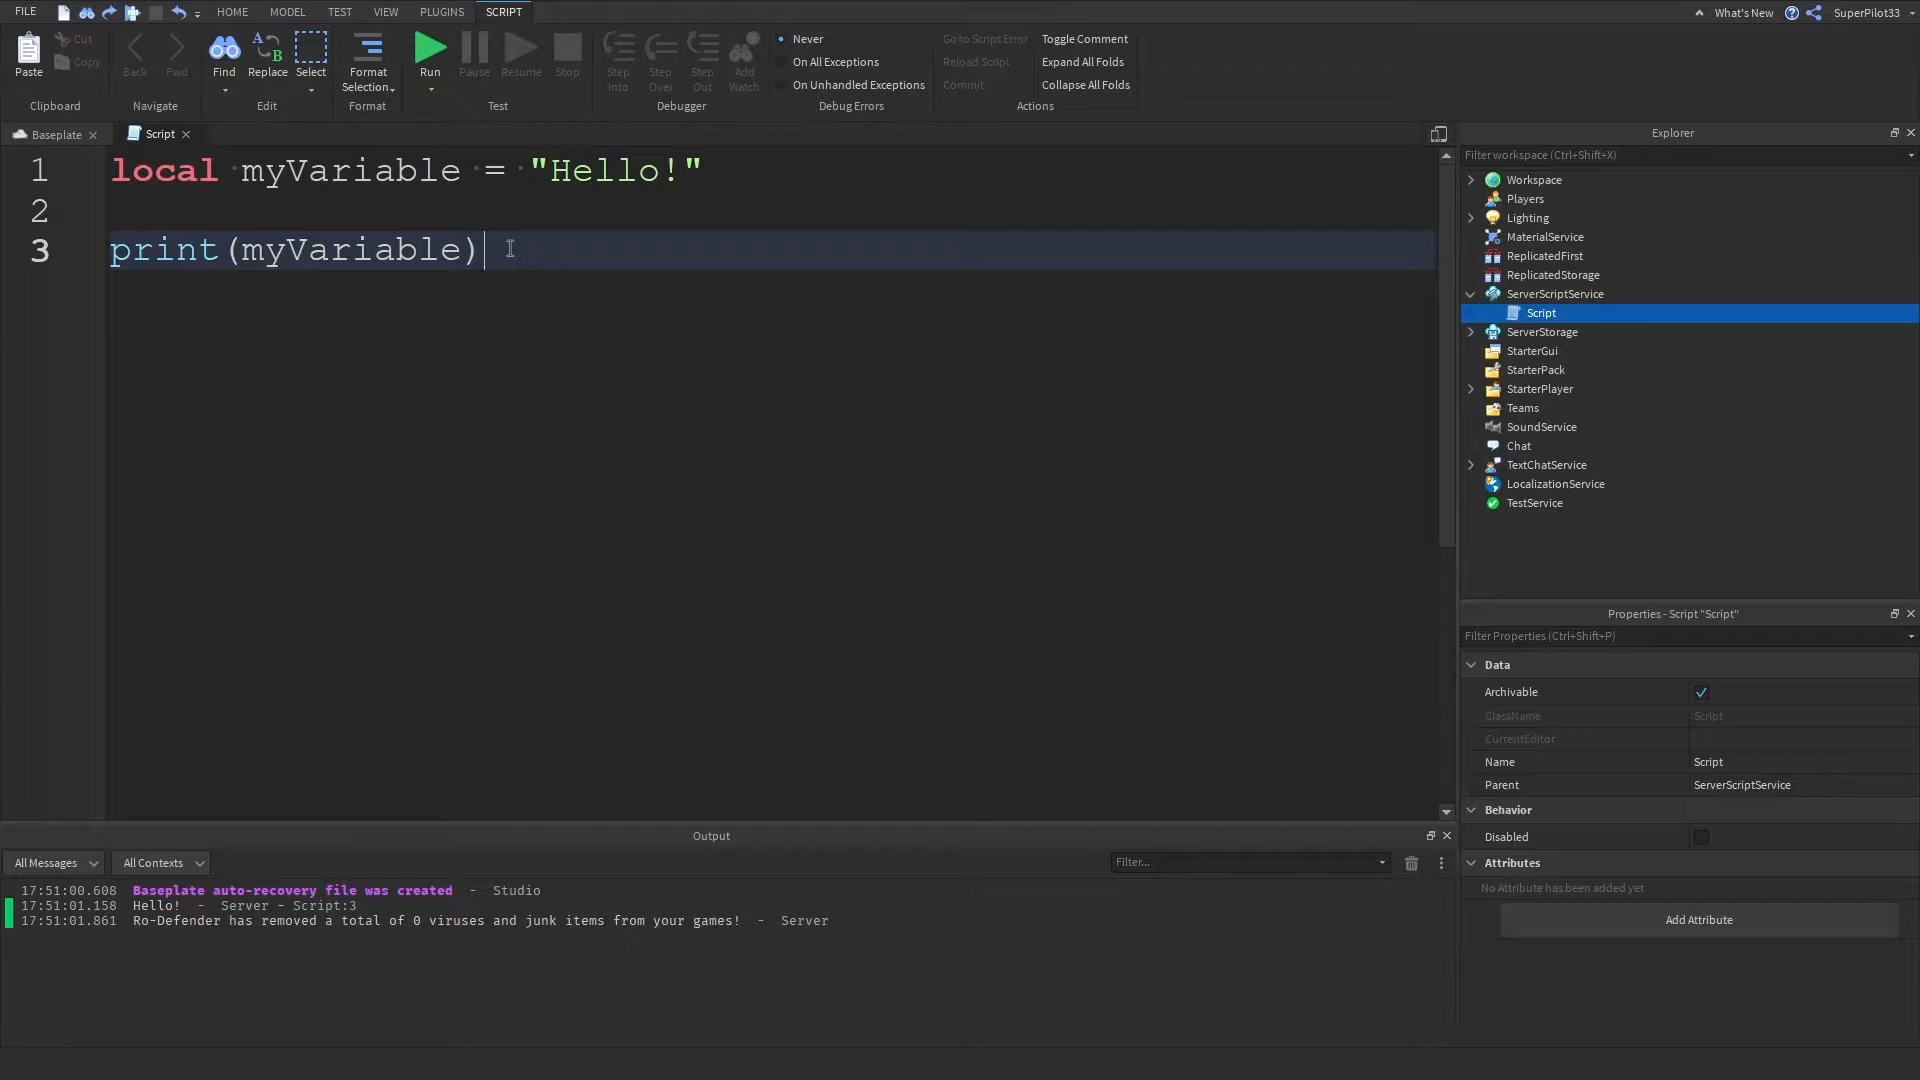 FILE HOME MODEL TEST VIEW PLUGINS SCRIPT What's New SuperPilot33
Paste Cut Copy
Clipboard
Back Fwd
Navigate
Find Replace Select
Edit
Format Selection
Format
Run Pause Resume Stop
Test
Step Into Step Over Step Out Add Watch
Debugger
Never
On All Exceptions
On Unhandled Exceptions
Debug Errors
Go to Script Error Toggle Comment
Reload Script Expand All Folds
Commit Collapse All Folds
Actions
Baseplate Script
1 local myVariable = "Hello!"
2
3 print(myVariable)
Explorer
Filter workspace (Ctrl+Shift+X)
Workspace
Players
Lighting
MaterialService
ReplicatedFirst
ReplicatedStorage
ServerScriptService
Script
ServerStorage
StarterGui
StarterPack
StarterPlayer
Teams
SoundService
Chat
TextChatService
LocalizationService
TestService
Properties - Script "Script"
Filter Properties (Ctrl+Shift+P)
Data
Archivable
ClassName Script
CurrentEditor
Name Script
Parent ServerScriptService
Behavior
Disabled
Attributes
No Attribute has been added yet
Add Attribute
Output
All Messages All Contexts Filter...
17:51:00.608 Baseplate auto-recovery file was created - Studio
17:51:01.158 Hello! - Server - Script:3
17:51:01.861 Ro-Defender has removed a total of 0 viruses and junk items from your games! - Server